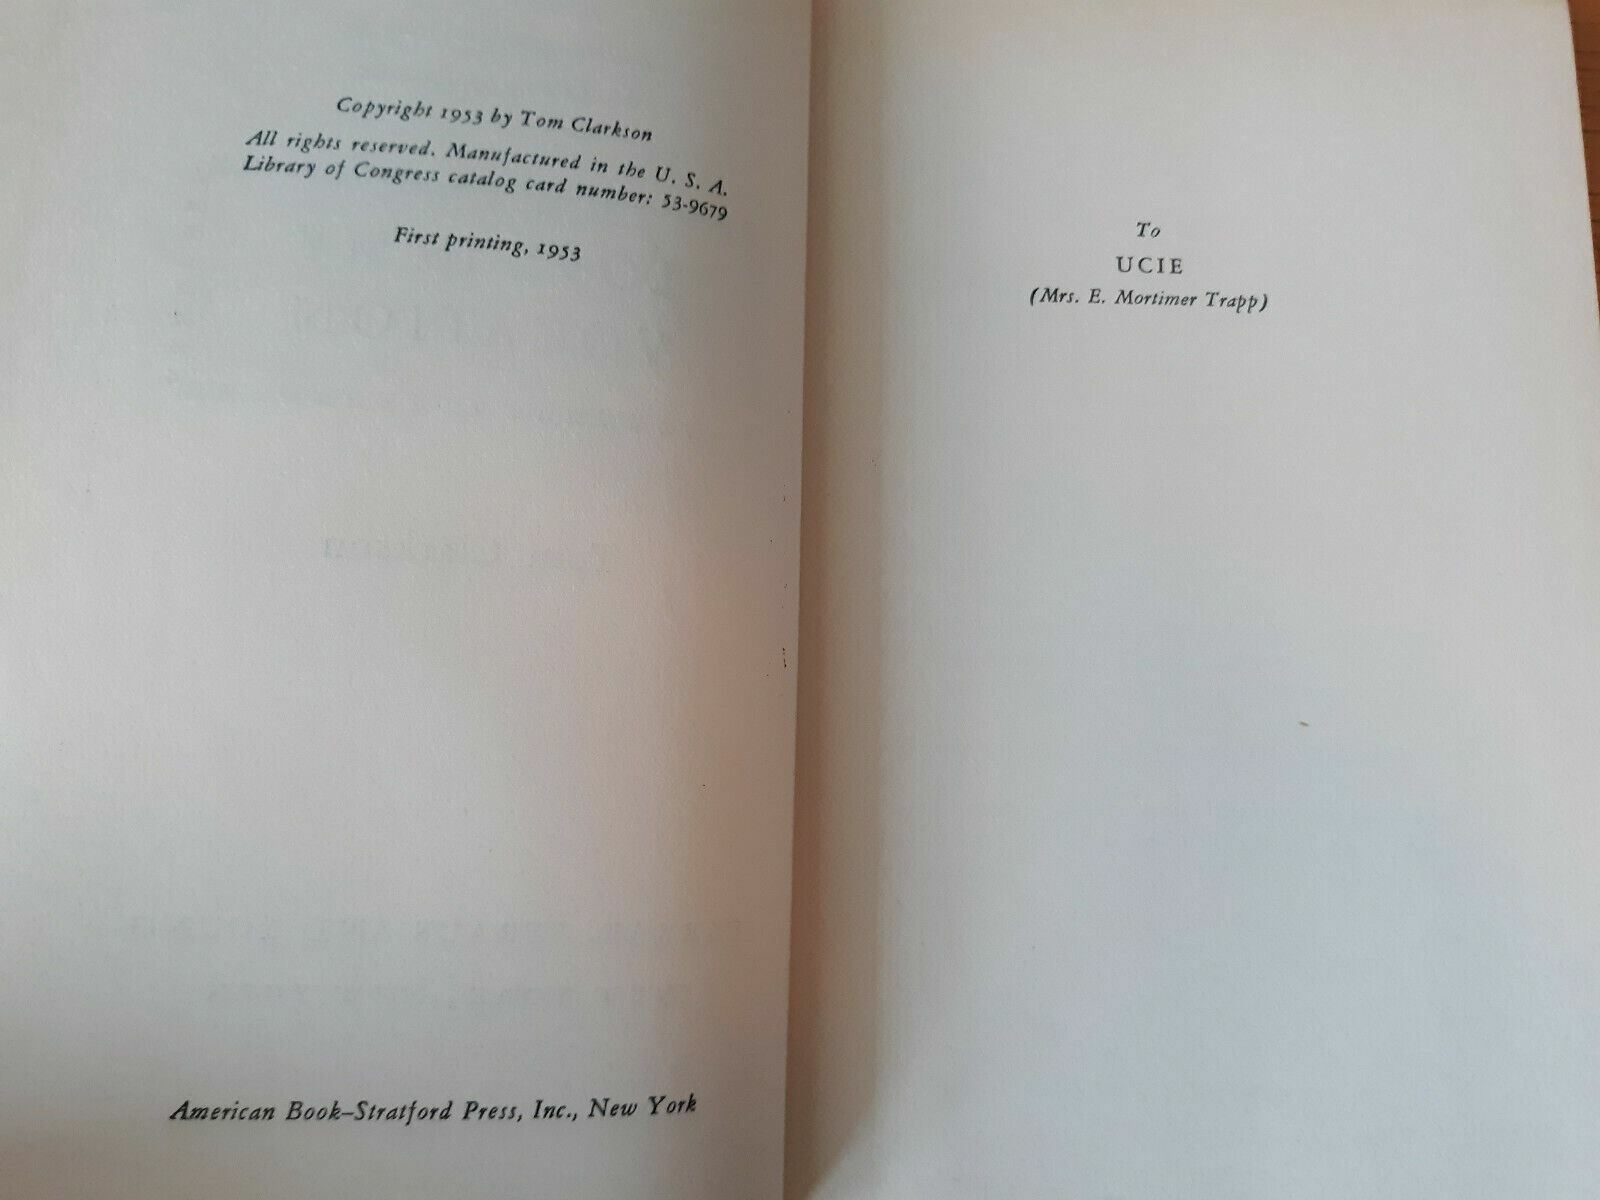 Copyright 1953 by Tom Clarkson
All rights reserved. Manufactured in the U. S. A.
Library of Congress catalog card number: 53-9679
First printing, 1953
American Book–Stratford Press, Inc., New York
To
UCIE
(Mrs. E. Mortimer Trapp)